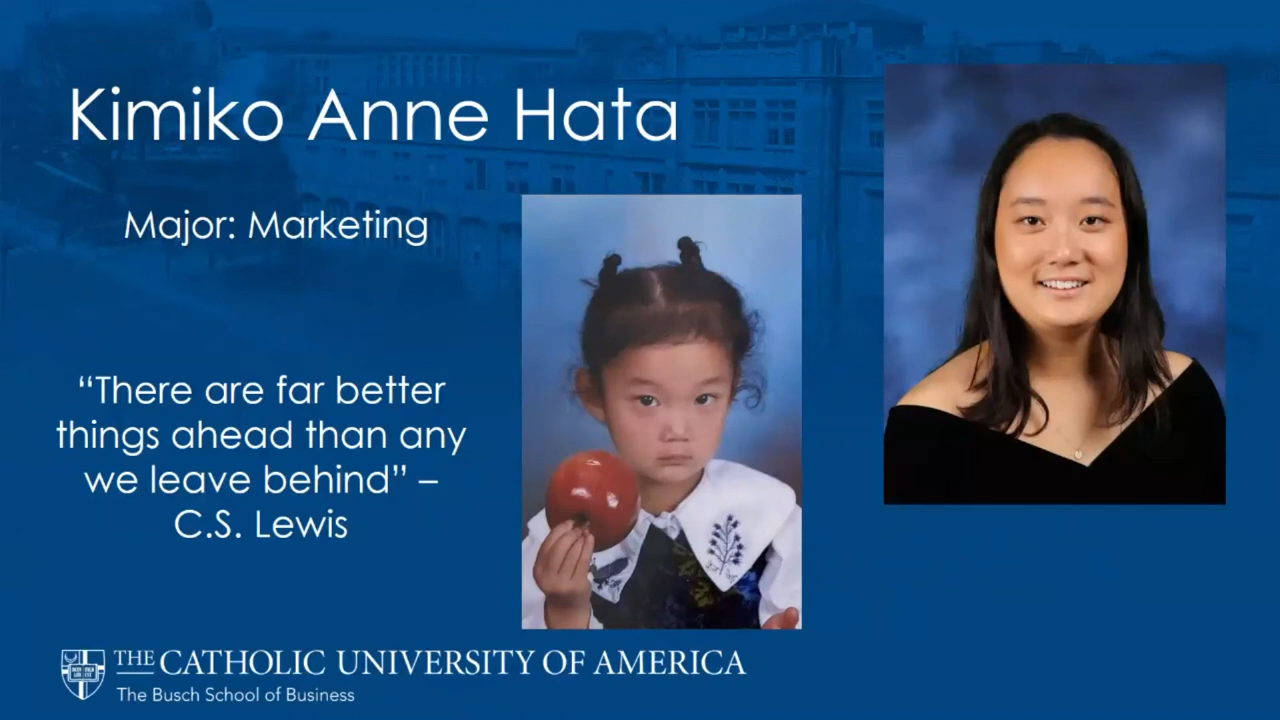 Kimiko Anne Hata
Major: Marketing
“There are far better
things ahead than any
we leave behind” –
C.S. Lewis
THE CATHOLIC UNIVERSITY OF AMERICA
The Busch School of Business